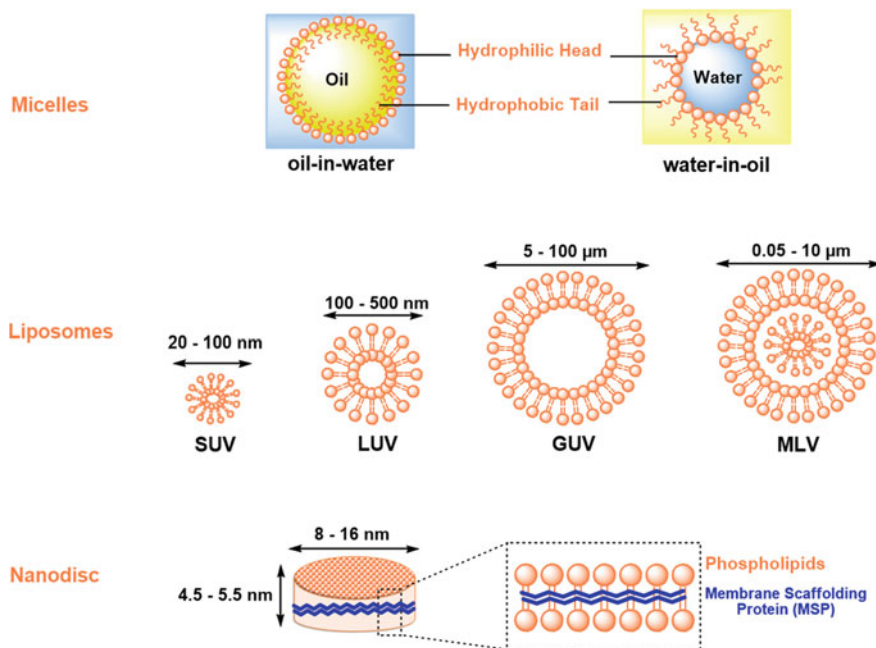 Micelles
Oil
Hydrophilic Head
Water
Hydrophobic Tail
oil-in-water
water-in-oil
Liposomes
20 - 100 nm
100 - 500 nm
5 - 100 µm
0.05 - 10 µm
SUV
LUV
GUV
MLV
Nanodisc
8 - 16 nm
4.5 - 5.5 nm
Phospholipids
Membrane Scaffolding
Protein (MSP)